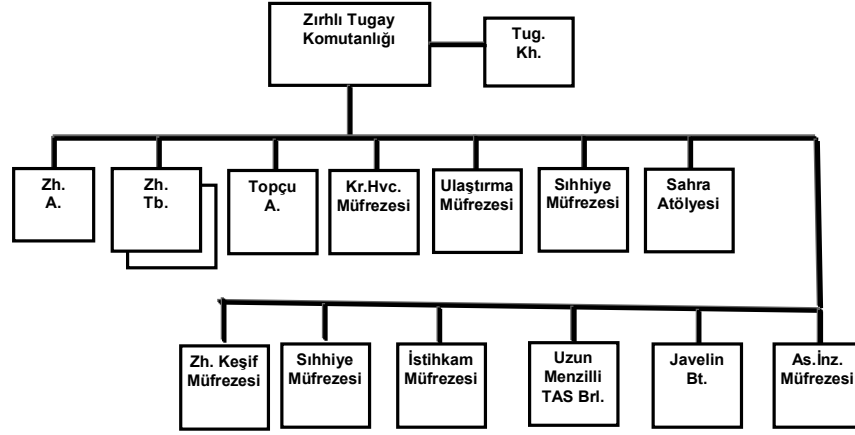 Zırhlı Tugay
Komutanlığı
Tug.
Kh.
Zh.
A.
Zh.
Tb.
Topçu
A.
Kr.Hvc.
Müfrezesi
Ulaştırma
Müfrezesi
Sıhhiye
Müfrezesi
Sahra
Atölyesi
Zh. Keşif
Müfrezesi
Sıhhiye
Müfrezesi
İstihkam
Müfrezesi
Uzun
Menzilli
TAS Brl.
Javelin
Bt.
As.İnz.
Müfrezesi